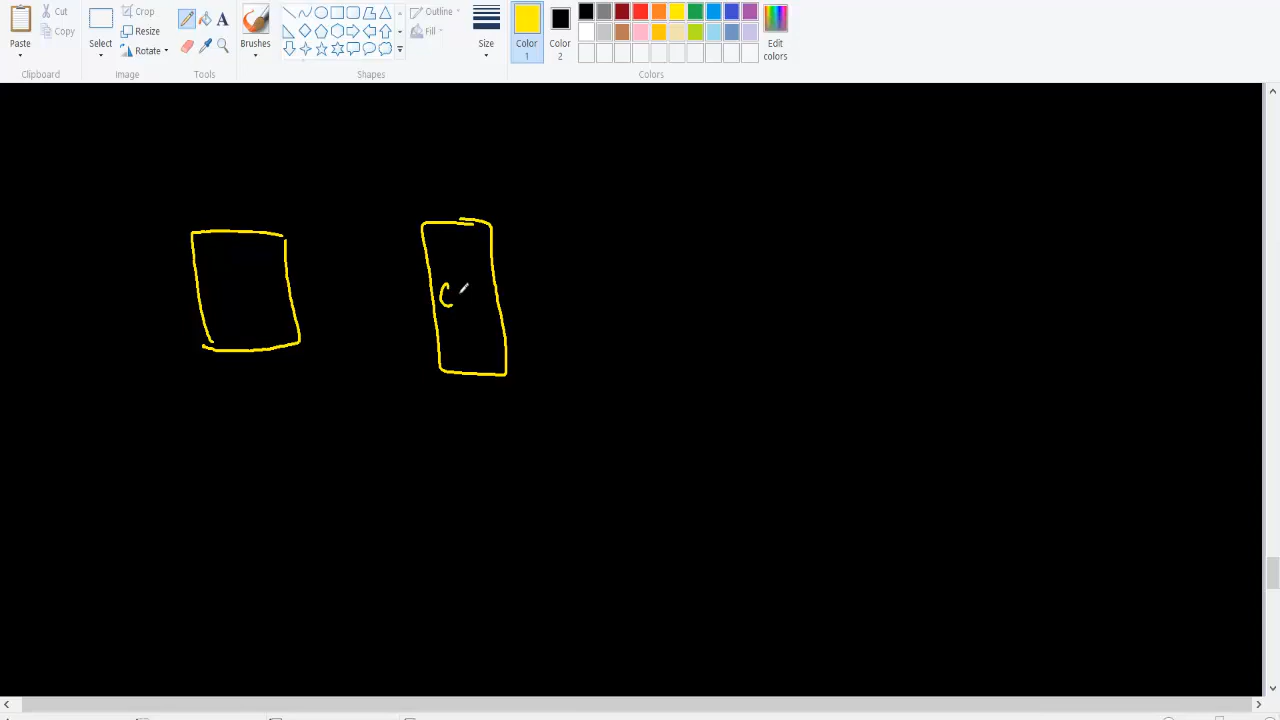 Cut
Copy
Paste
Clipboard
Select
Crop
Resize
Rotate
Image
Tools
Brushes
Shapes
Outline
Fill
Size
Color
1
Color
2
Colors
Edit
colors
C